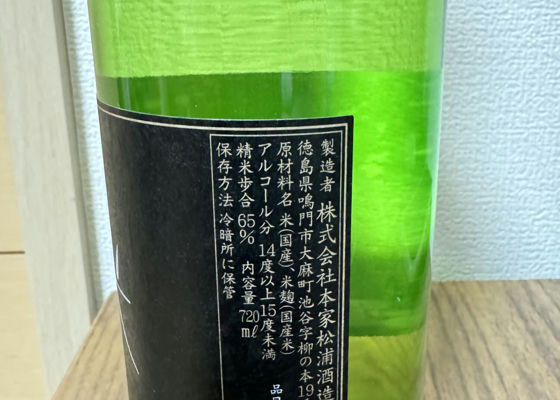 製造者 株式会社本家松浦酒造
徳島県鳴門市大麻町池谷字柳の本19
原材料名 米(国産)、米麹(国産米)
アルコール分 14度以上15度未満
精米歩合 65% 内容量 720ml
保存方法 冷暗所に保管
品